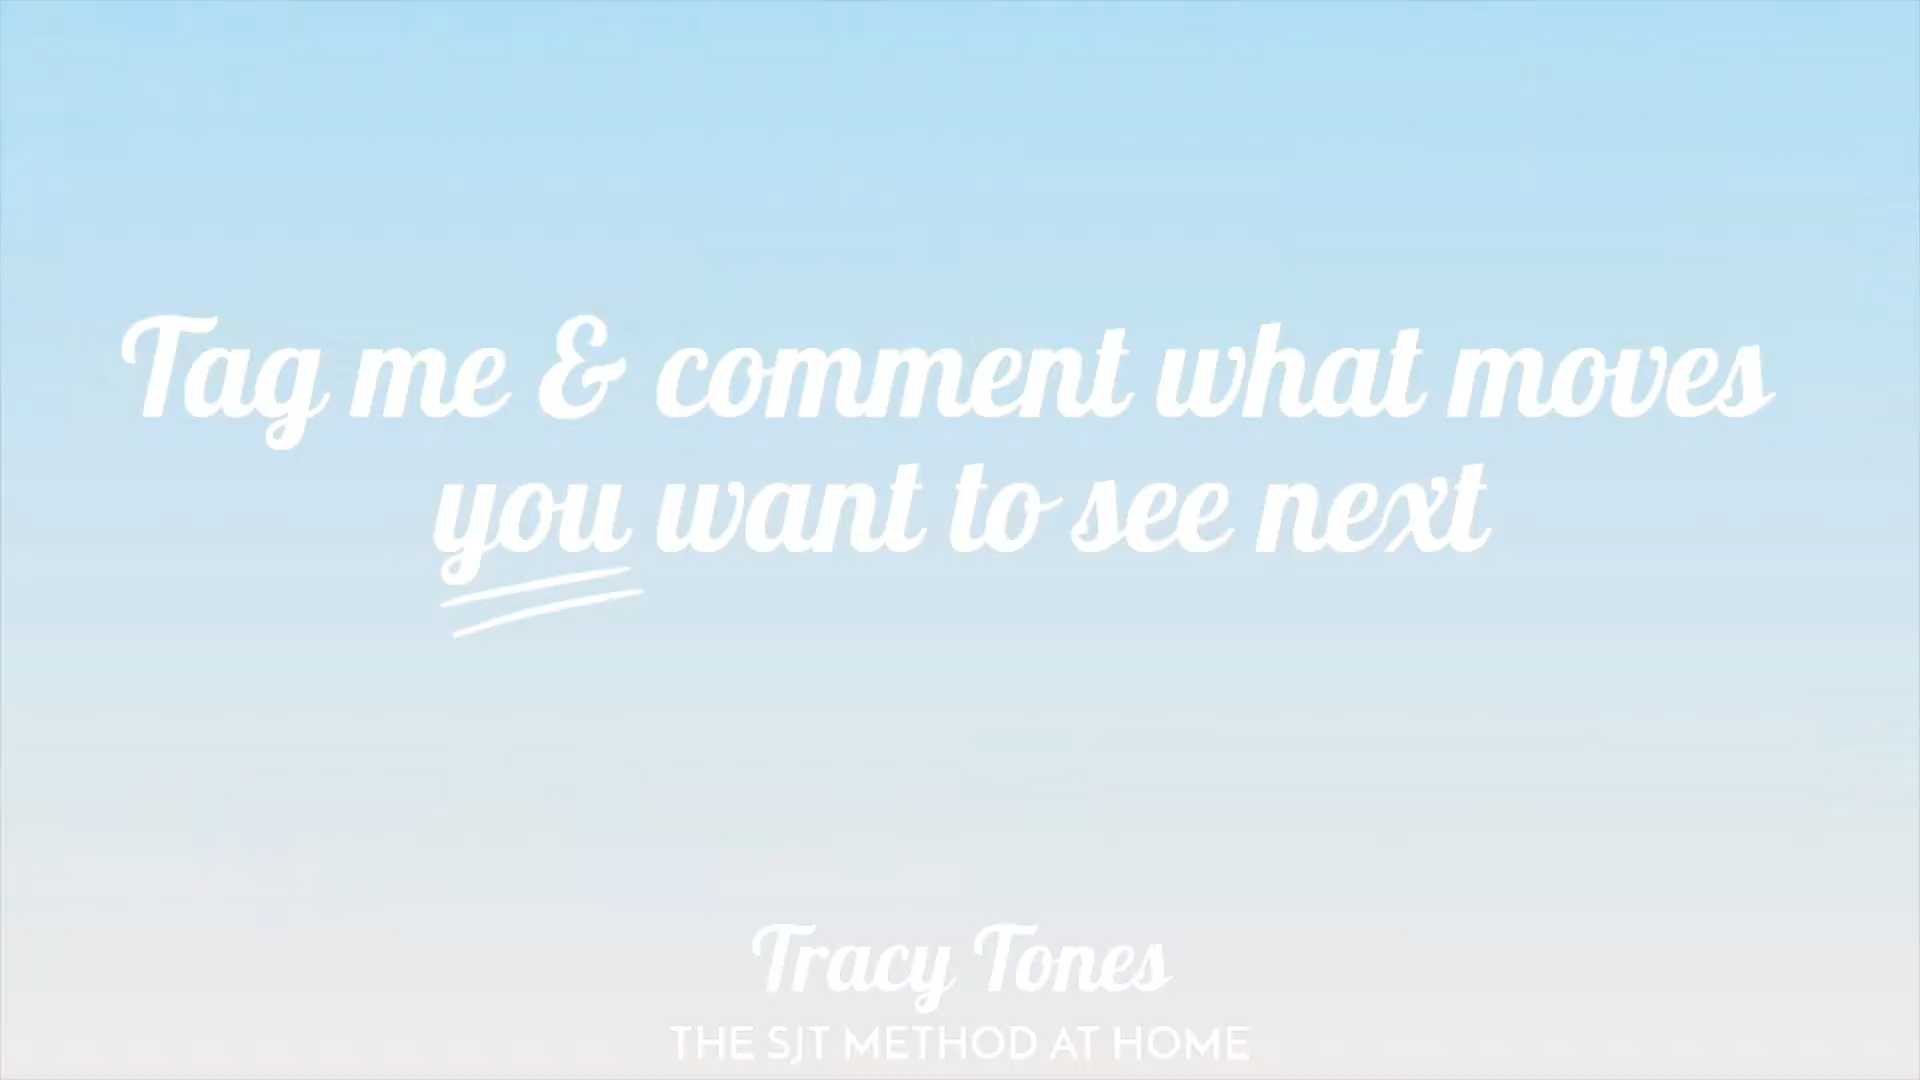 Tag me & comment what moves
you want to see next
Tracy Tones
THE SJT METHOD AT HOME